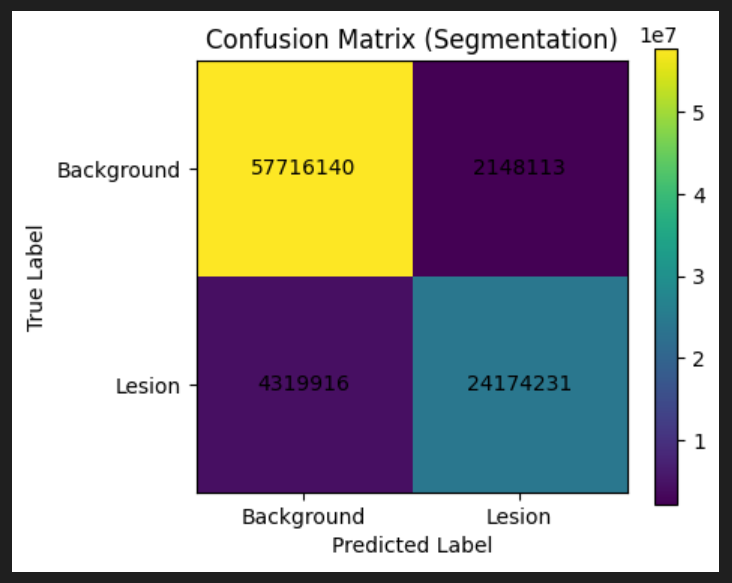 Confusion Matrix (Segmentation)
1e7
Background
57716140
2148113
5
4
3
True Label
Lesion
4319916
24174231
2
1
Background
Lesion
Predicted Label